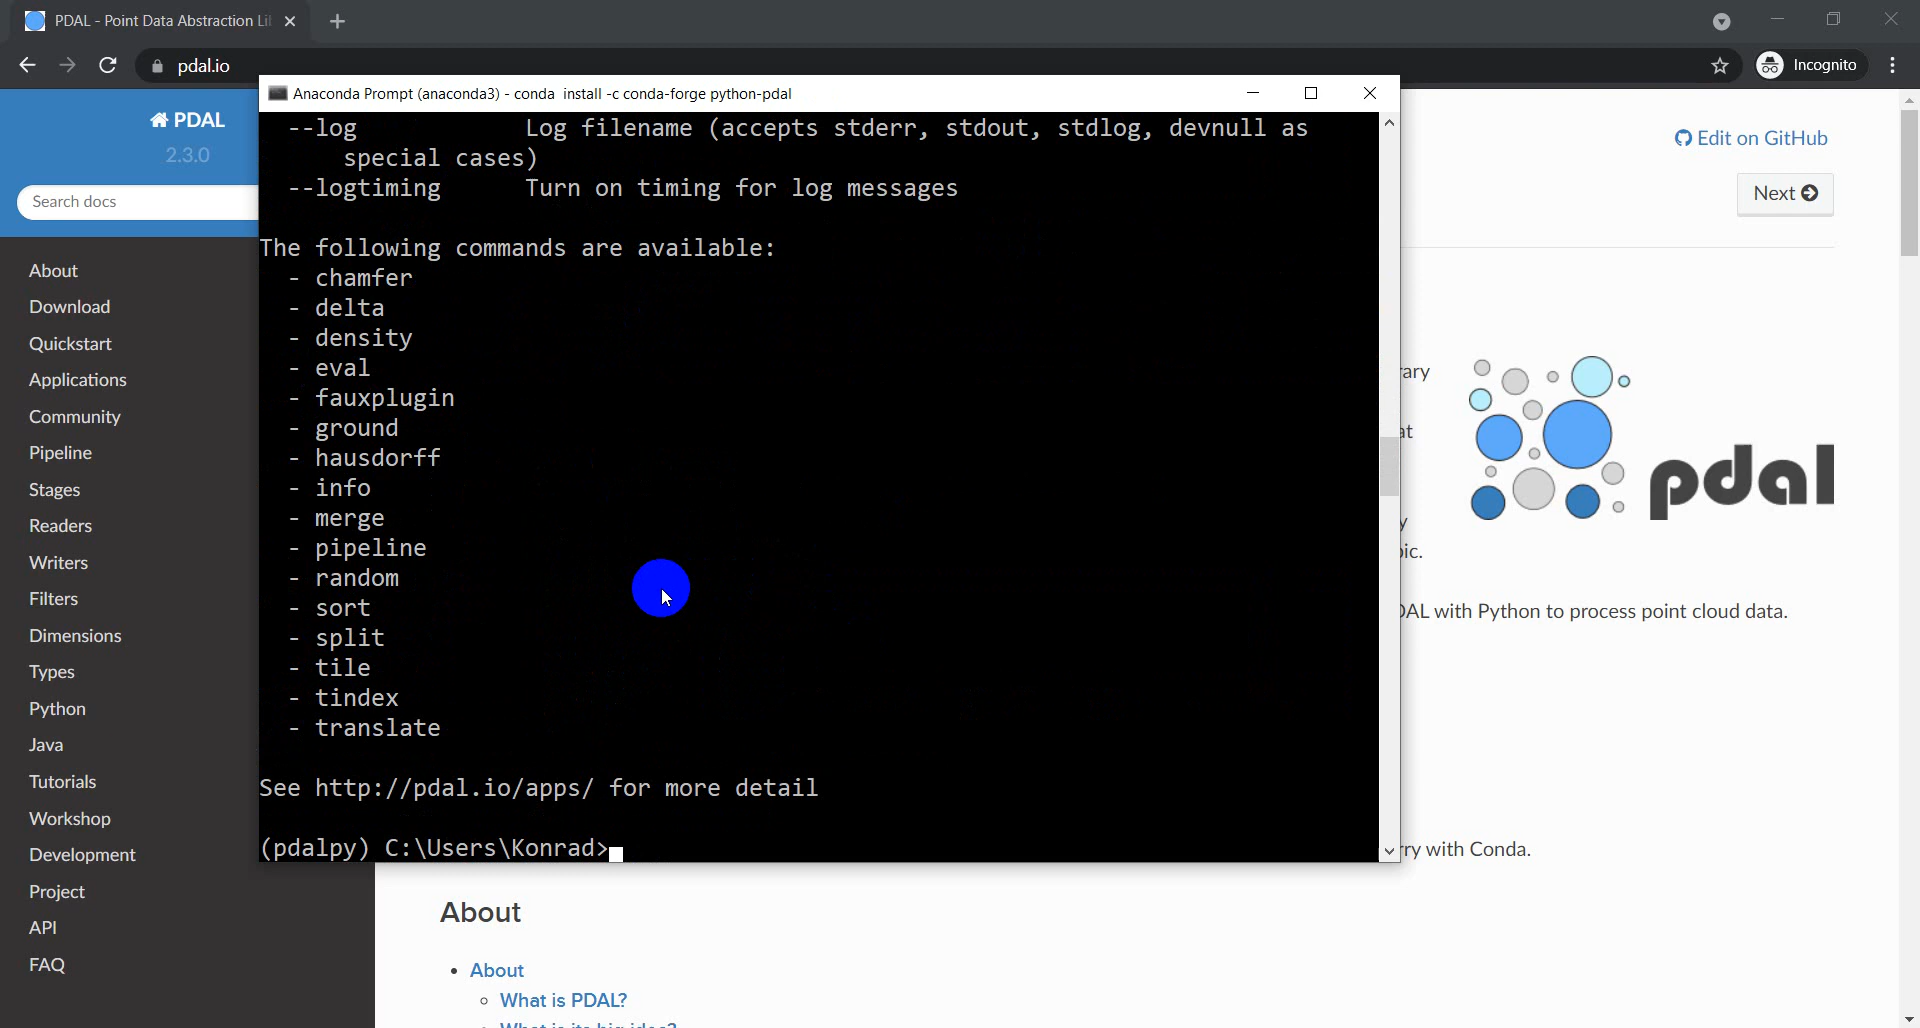 PDAL - Point Data Abstraction Li
pdal.io
Incognito
PDAL
2.3.0
Search docs
About
Download
Quickstart
Applications
Community
Pipeline
Stages
Readers
Writers
Filters
Dimensions
Types
Python
Java
Tutorials
Workshop
Development
Project
API
FAQ
Anaconda Prompt (anaconda3) - conda  install -c conda-forge python-pdal
--log            Log filename (accepts stderr, stdout, stdlog, devnull as
special cases)
--logtiming      Turn on timing for log messages
The following commands are available:
- chamfer
- delta
- density
- eval
- fauxplugin
- ground
- hausdorff
- info
- merge
- pipeline
- random
- sort
- split
- tile
- tindex
- translate
See http://pdal.io/apps/ for more detail
(pdalpy) C:\Users\Konrad>
Edit on GitHub
Next
ary
at
pdal
y
ic.
DAL with Python to process point cloud data.
rry with Conda.
About
• About
What is PDAL?